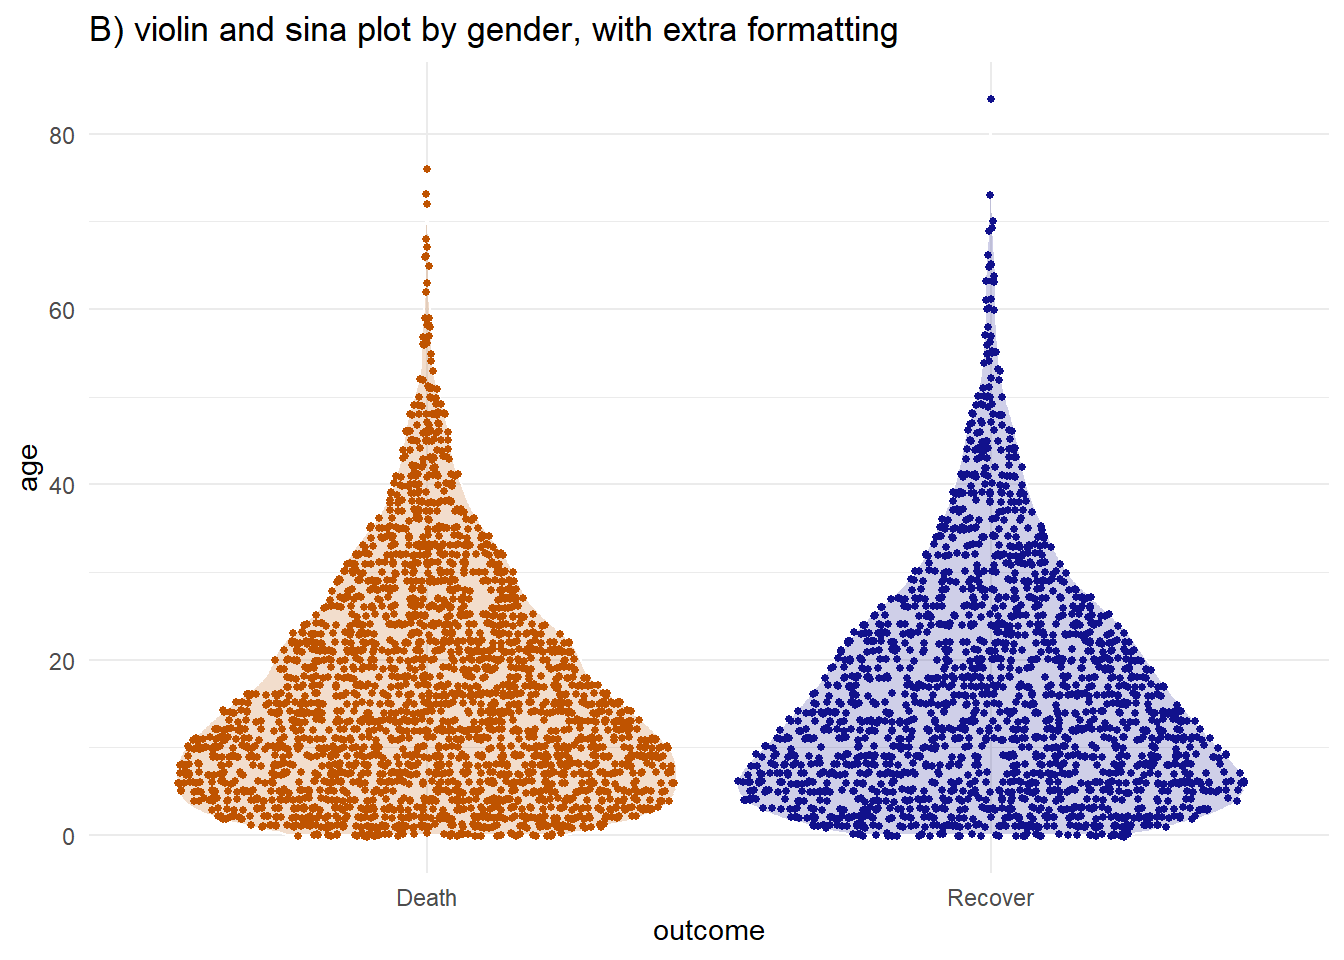 B) violin and sina plot by gender, with extra formatting
80
60
40
20
0
age
Death
Recover
outcome